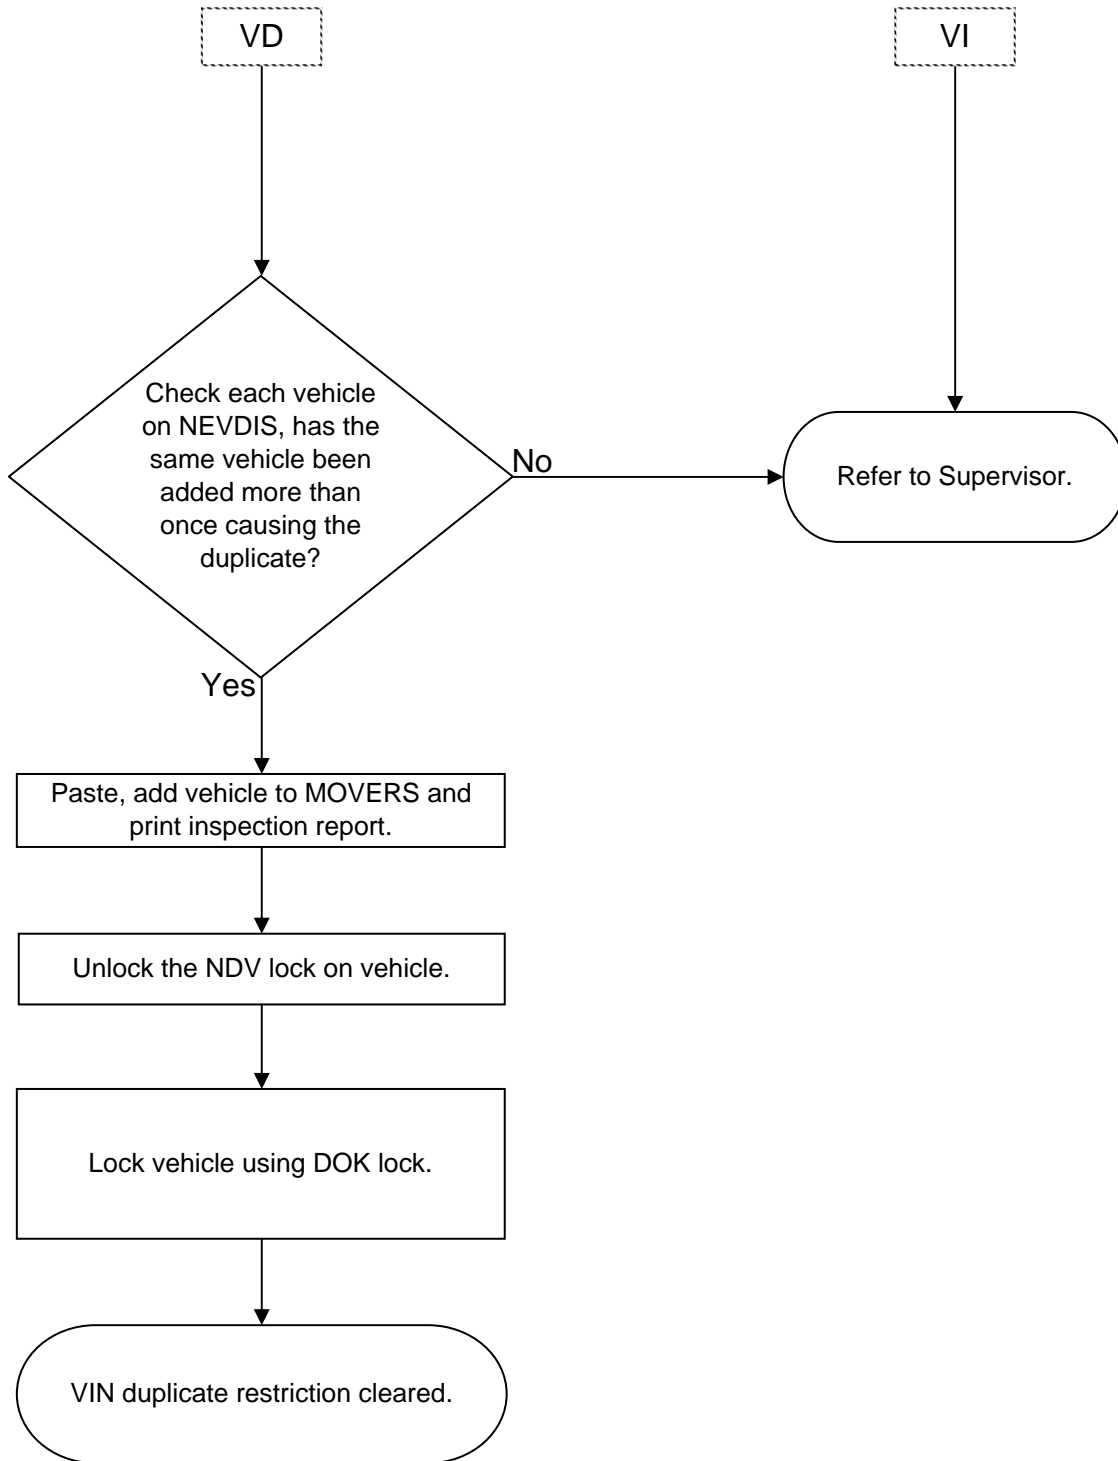 VD
VI
Check each vehicle
on NEVDIS, has the
same vehicle been
added more than
once causing the
duplicate?
No
Refer to Supervisor.
Yes
Paste, add vehicle to MOVERS and
print inspection report.
Unlock the NDV lock on vehicle.
Lock vehicle using DOK lock.
VIN duplicate restriction cleared.